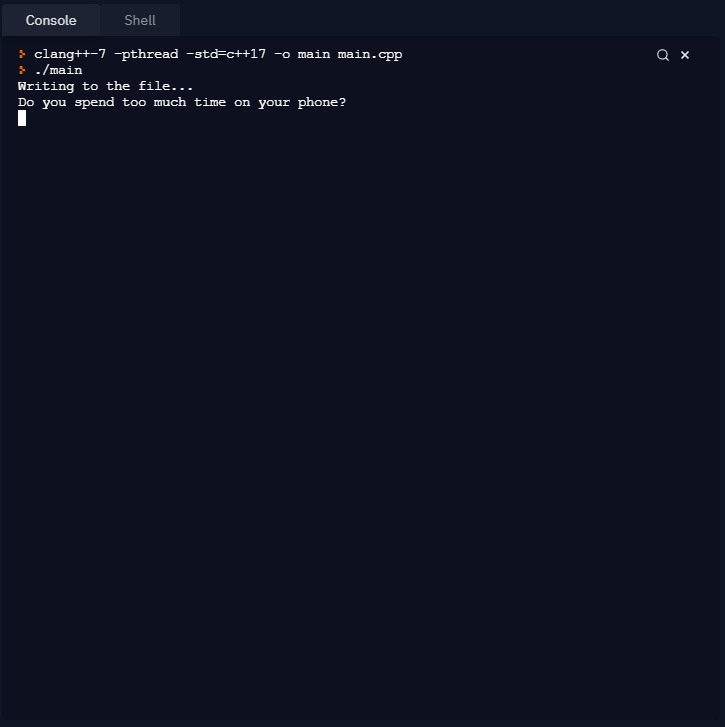 Console Shell
clang++-7 -pthread -std=c++17 -o main main.cpp
./main
Writing to the file...
Do you spend too much time on your phone?